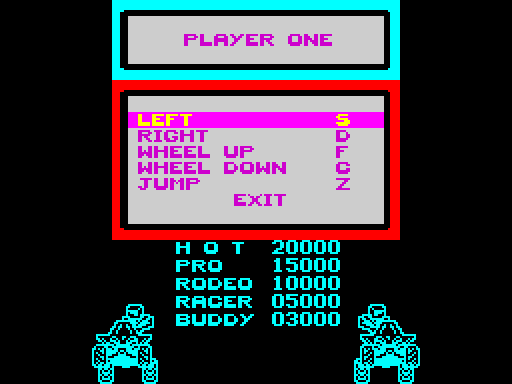 PLAYER ONE
LEFT S
RIGHT D
WHEEL UP F
WHEEL DOWN C
JUMP Z
EXIT
H O T 20000
PRO 15000
RODEO 10000
RACER 05000
BUDDY 03000